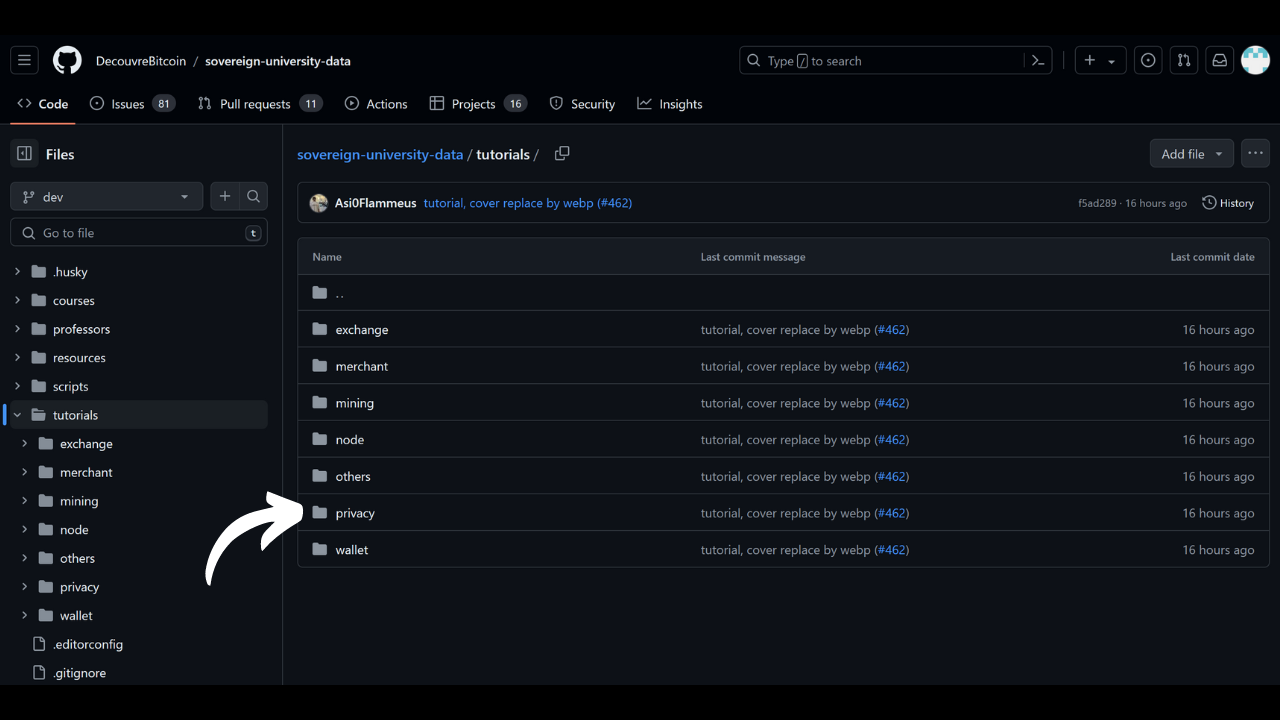 DecouvreBitcoin / sovereign-university-data
Type / to search
Code
Issues 81
Pull requests 11
Actions
Projects 16
Security
Insights
Files
dev
Go to file
t
.husky
courses
professors
resources
scripts
tutorials
exchange
merchant
mining
node
others
privacy
wallet
.editorconfig
.gitignore
sovereign-university-data / tutorials /
Add file
Asi0Flammeus tutorial, cover replace by webp (#462)
f5ad289 · 16 hours ago
History
Name Last commit message Last commit date
..
exchange tutorial, cover replace by webp (#462) 16 hours ago
merchant tutorial, cover replace by webp (#462) 16 hours ago
mining tutorial, cover replace by webp (#462) 16 hours ago
node tutorial, cover replace by webp (#462) 16 hours ago
others tutorial, cover replace by webp (#462) 16 hours ago
privacy tutorial, cover replace by webp (#462) 16 hours ago
wallet tutorial, cover replace by webp (#462) 16 hours ago